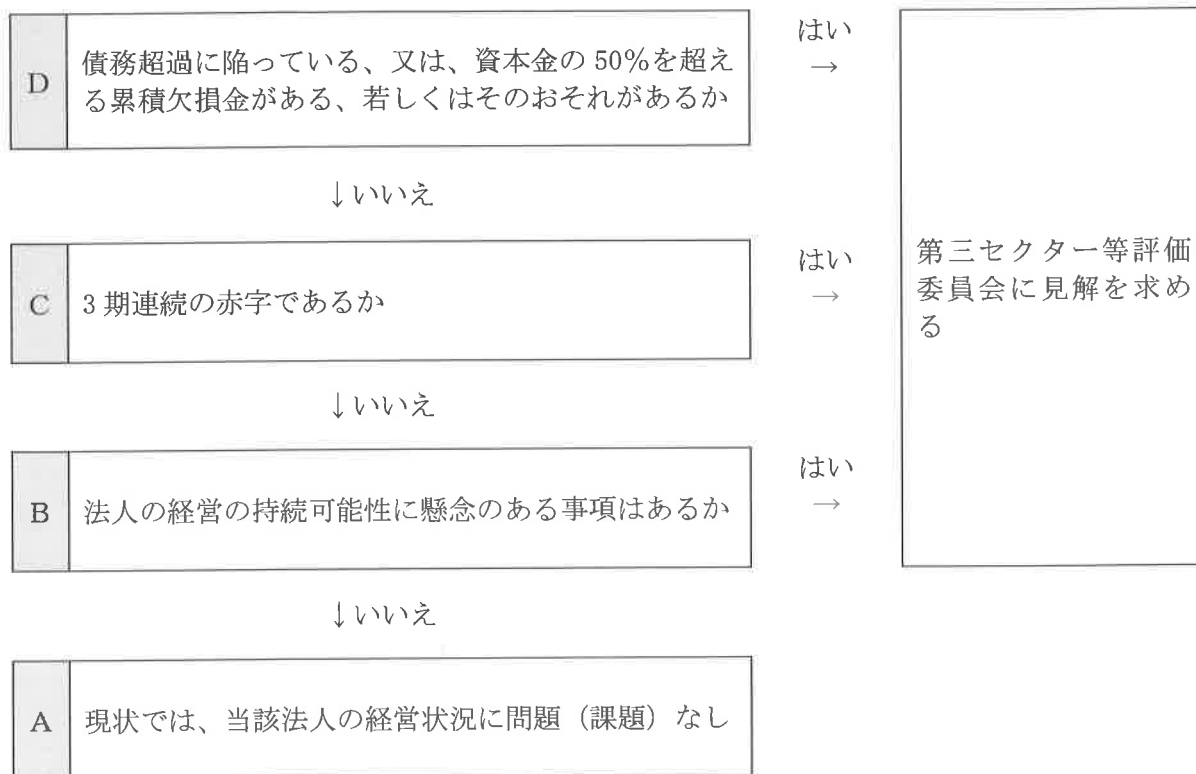 D
債務超過に陥っている、又は、資本金の 50%を超え
る累積欠損金がある、若しくはそのおそれがあるか
はい
→
↓いいえ
C
3 期連続の赤字であるか
はい
→
第三セクター等評価
委員会に見解を求め
る
↓いいえ
B
法人の経営の持続可能性に懸念のある事項はあるか
はい
→
↓いいえ
A
現状では、当該法人の経営状況に問題（課題）なし